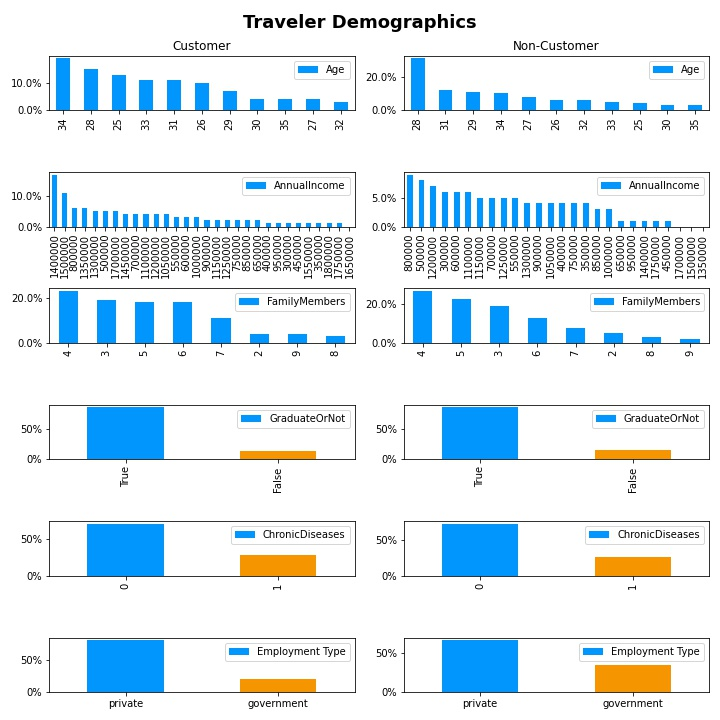 Traveler Demographics
Customer
Non-Customer
10.0%
0.0%
Age
34 28 25 33 31 26 29 30 35 27 32
20.0%
0.0%
Age
28 31 29 34 27 26 32 33 25 30 35
10.0%
0.0%
AnnualIncome
1400000 1500000 800000 1350000 1300000 500000 1700000 1450000 700000 1100000 1200000 1050000 550000 600000 1000000 900000 1150000 1250000 750000 850000 650000 400000 950000 300000 450000 1550000 350000 1800000 1750000 1650000
5.0%
0.0%
AnnualIncome
800000 500000 1200000 300000 600000 1100000 1150000 700000 1250000 550000 1300000 900000 1050000 400000 750000 350000 850000 1000000 650000 950000 1400000 1750000 450000 1700000 1500000 1350000
20.0%
0.0%
FamilyMembers
4 3 5 6 7 2 9 8
20.0%
0.0%
FamilyMembers
4 5 3 6 7 2 8 9
50%
0%
GraduateOrNot
True False
50%
0%
GraduateOrNot
True False
50%
0%
ChronicDiseases
0 1
50%
0%
ChronicDiseases
0 1
50%
0%
Employment Type
private government
50%
0%
Employment Type
private government